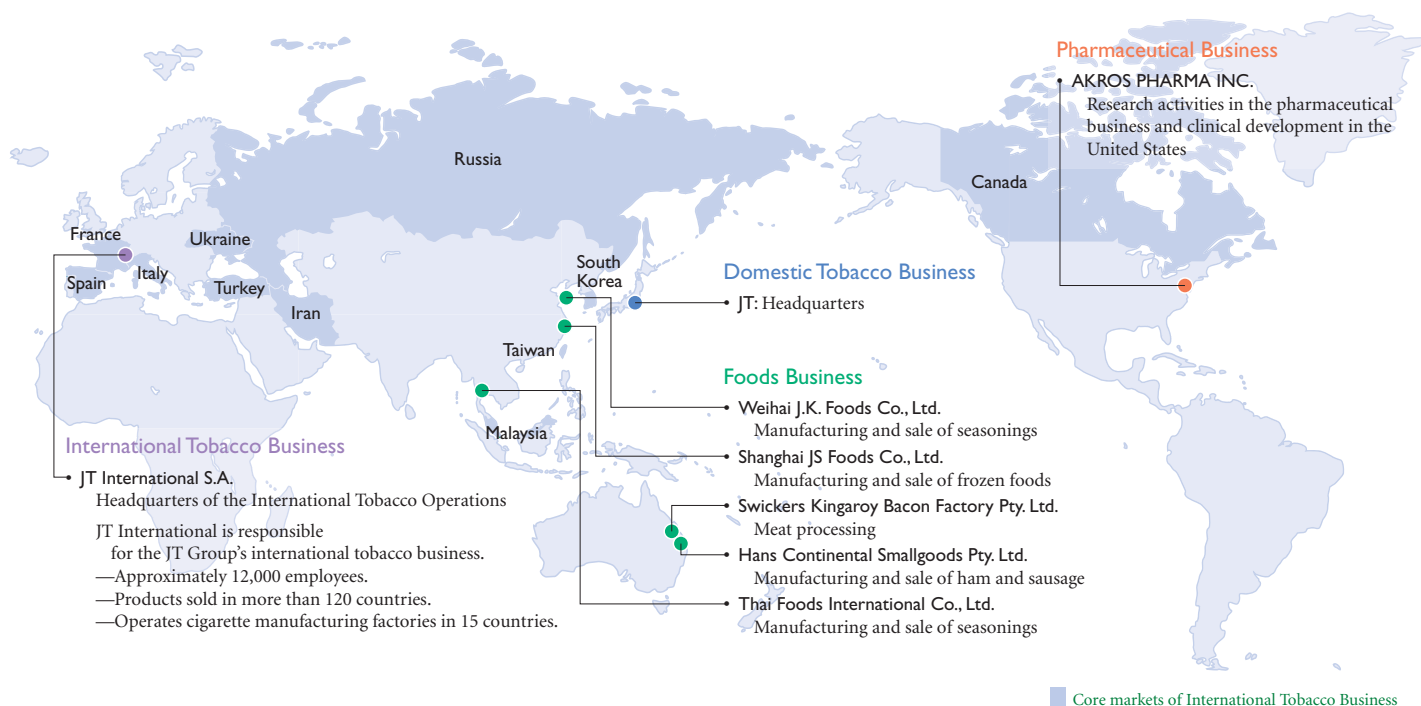 Pharmaceutical Business
AKROS PHARMA INC.
Research activities in the pharmaceutical
business and clinical development in the
United States
Russia
Canada
France
Ukraine
Italy
Spain
Turkey
Iran
South
Korea
Taiwan
Malaysia
Domestic Tobacco Business
JT: Headquarters
Foods Business
Weihai J.K. Foods Co., Ltd.
Manufacturing and sale of seasonings
Shanghai JS Foods Co., Ltd.
Manufacturing and sale of frozen foods
Swickers Kingaroy Bacon Factory Pty. Ltd.
Meat processing
Hans Continental Smallgoods Pty. Ltd.
Manufacturing and sale of ham and sausage
Thai Foods International Co., Ltd.
Manufacturing and sale of seasonings
International Tobacco Business
JT International S.A.
Headquarters of the International Tobacco Operations
JT International is responsible
for the JT Group's international tobacco business.
—Approximately 12,000 employees.
—Products sold in more than 120 countries.
—Operates cigarette manufacturing factories in 15 countries.
Core markets of International Tobacco Business